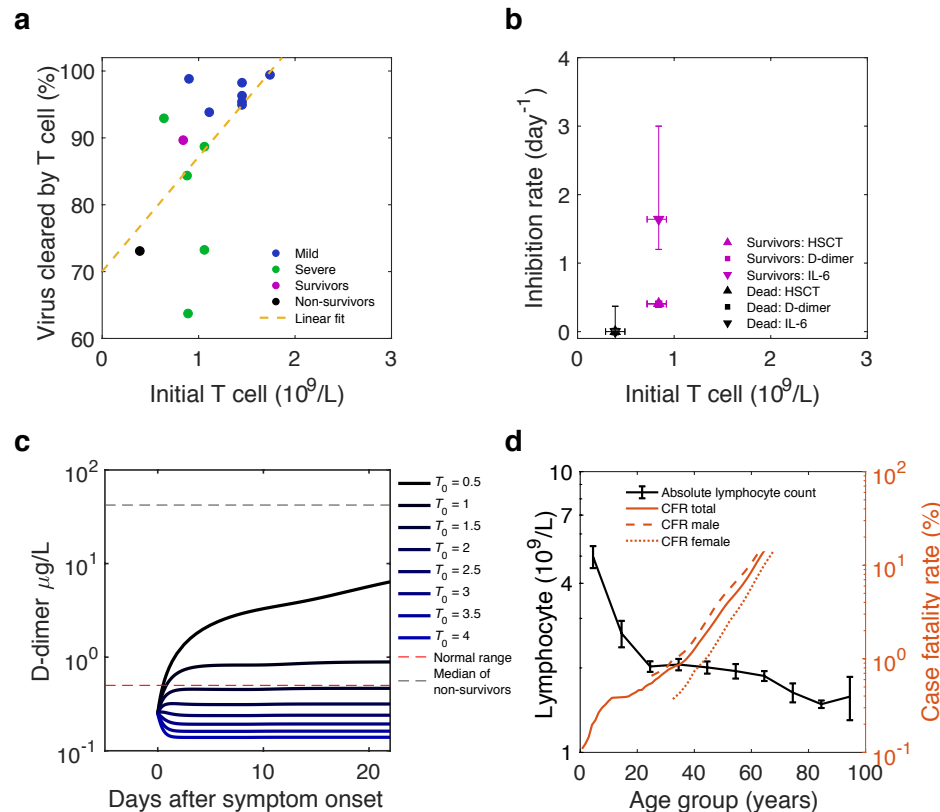 a
Virus cleared by T cell (%)
100
90
80
70
60
0
1
2
3
Initial T cell (10^9/L)
Mild
Severe
Survivors
Non-survivors
Linear fit
b
Inhibition rate (day^-1)
4
3
2
1
0
0
1
2
3
Initial T cell (10^9/L)
Survivors: HSCT
Survivors: D-dimer
Survivors: IL-6
Dead: HSCT
Dead: D-dimer
Dead: IL-6
c
D-dimer μg/L
10^2
10^1
10^0
10^-1
0
10
20
Days after symptom onset
T_0 = 0.5
T_0 = 1
T_0 = 1.5
T_0 = 2
T_0 = 2.5
T_0 = 3
T_0 = 3.5
T_0 = 4
Normal range
Median of
non-survivors
d
Lymphocyte (10^9/L)
10
7
4
2
1
0
20
40
60
80
100
Age group (years)
Absolute lymphocyte count
CFR total
CFR male
CFR female
10^2
10^1
10^0
10^-1
Case fatality rate (%)